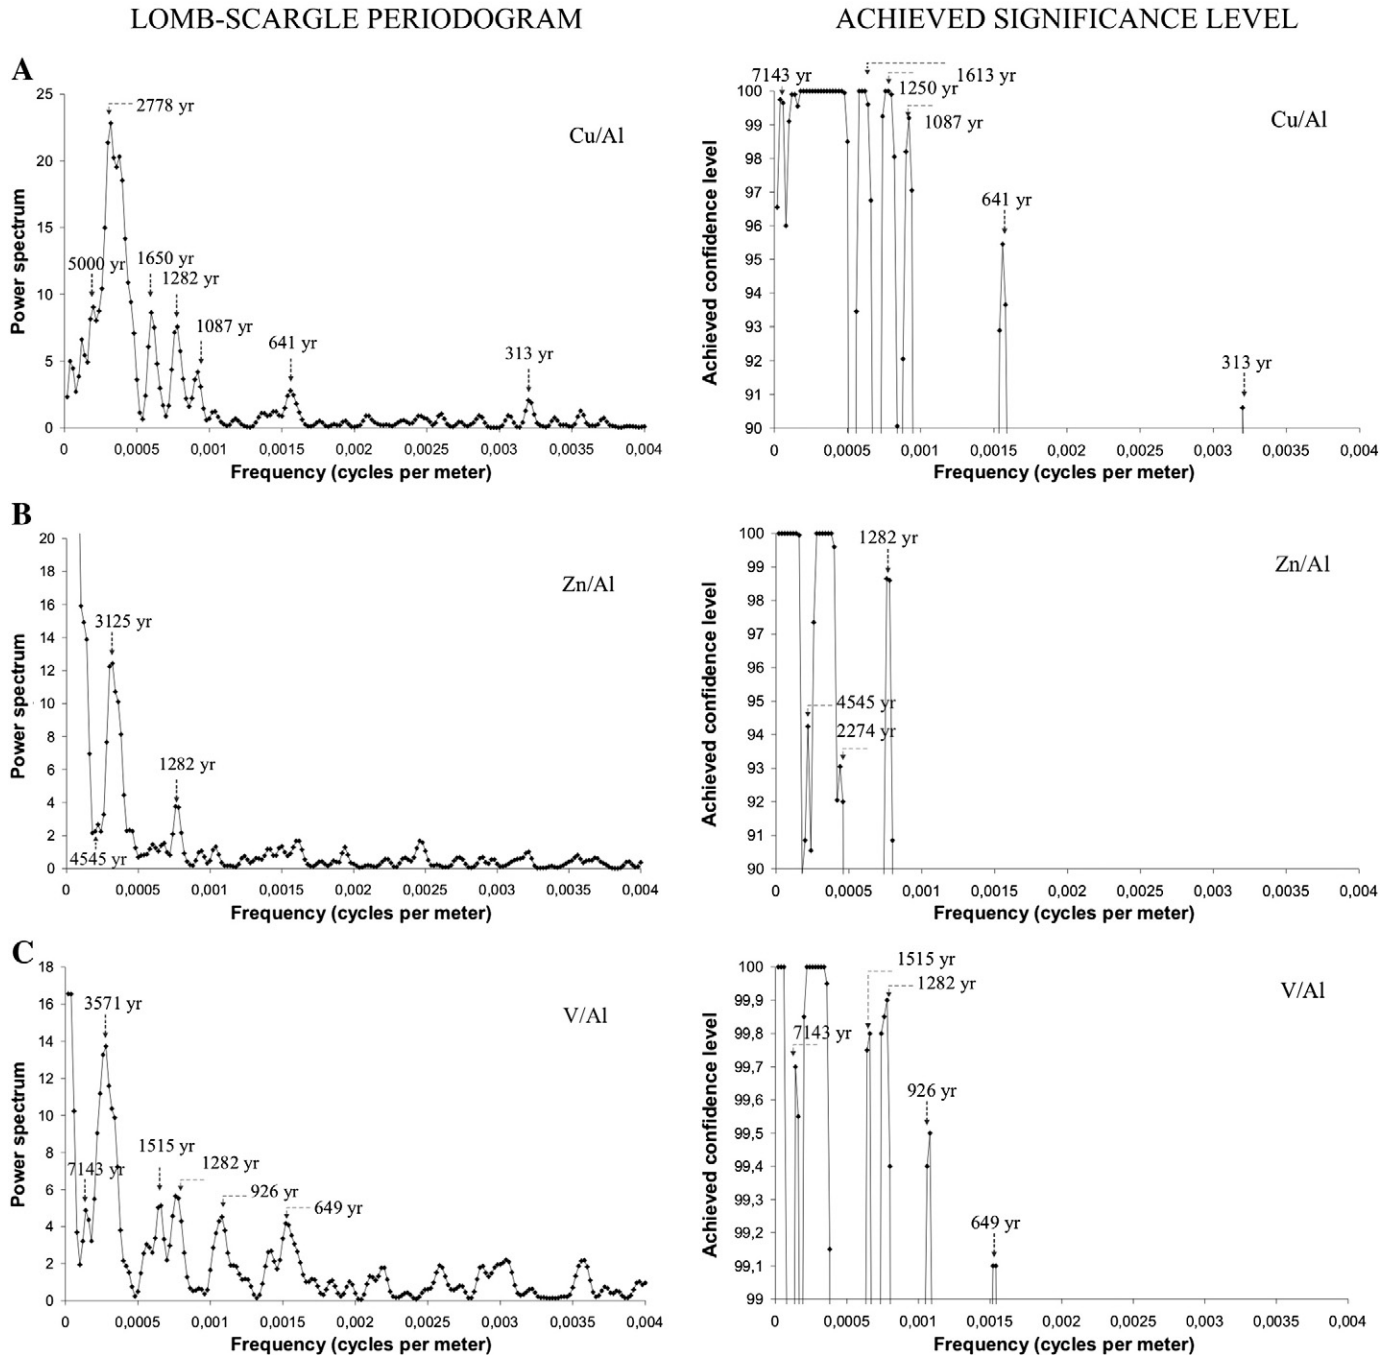 LOMB-SCARGLE PERIODOGRAM
ACHIEVED SIGNIFICANCE LEVEL
A
Power spectrum
25
20
15
10
5
0
2778 yr
Cu/Al
5000 yr
1650 yr
1282 yr
1087 yr
641 yr
313 yr
0 0,0005 0,001 0,0015 0,002 0,0025 0,003 0,0035 0,004
Frequency (cycles per meter)
Achieved confidence level
100
99
98
97
96
95
94
93
92
91
90
7143 yr
1613 yr
1250 yr
1087 yr
Cu/Al
641 yr
313 yr
0 0,0005 0,001 0,0015 0,002 0,0025 0,003 0,0035 0,004
Frequency (cycles per meter)
B
Power spectrum
20
18
16
14
12
10
8
6
4
2
0
Zn/Al
3125 yr
1282 yr
4545 yr
0 0,0005 0,001 0,0015 0,002 0,0025 0,003 0,0035 0,004
Frequency (cycles per meter)
Achieved confidence level
100
99
98
97
96
95
94
93
92
91
90
1282 yr
Zn/Al
4545 yr
2274 yr
0 0,0005 0,001 0,0015 0,002 0,0025 0,003 0,0035 0,004
Frequency (cycles per meter)
C
Power spectrum
18
16
14
12
10
8
6
4
2
0
3571 yr
V/Al
7143 yr
1515 yr
1282 yr
926 yr
649 yr
0 0,0005 0,001 0,0015 0,002 0,0025 0,003 0,0035 0,004
Frequency (cycles per meter)
Achieved confidence level
100
99,9
99,8
99,7
99,6
99,5
99,4
99,3
99,2
99,1
99
1515 yr
1282 yr
V/Al
7143 yr
926 yr
649 yr
0 0,0005 0,001 0,0015 0,002 0,0025 0,003 0,0035 0,004
Frequency (cycles per meter)